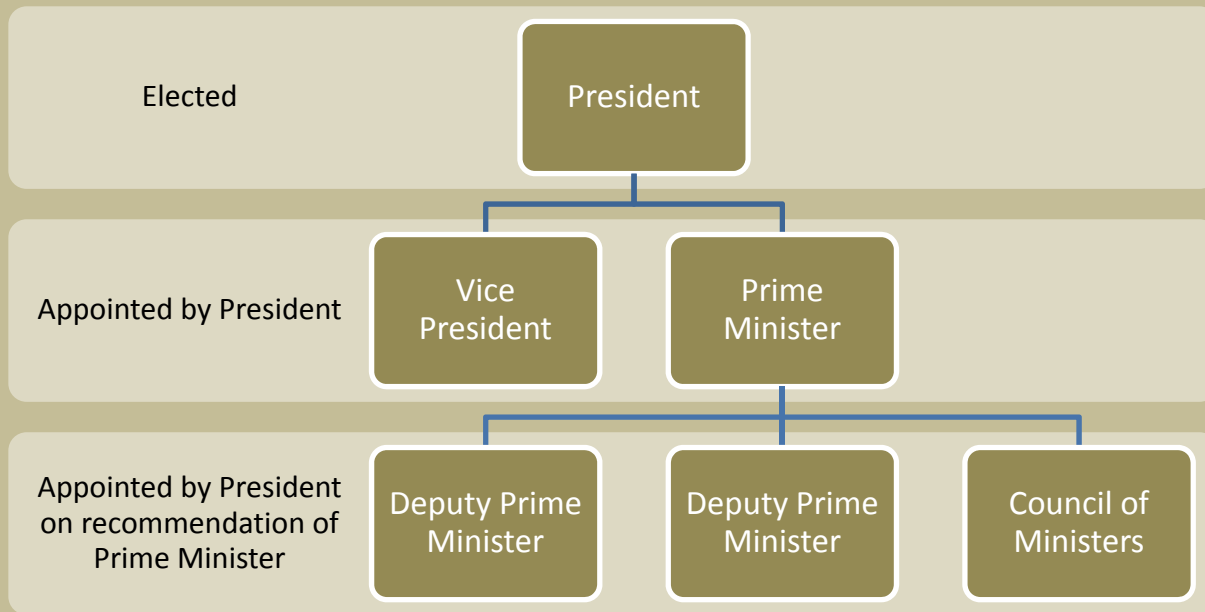 Elected
President
Appointed by President
Vice
President
Prime
Minister
Appointed by President
on recommendation of
Prime Minister
Deputy Prime
Minister
Deputy Prime
Minister
Council of
Ministers